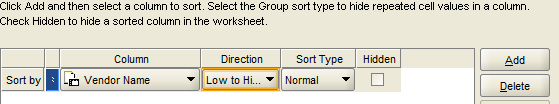 Click Add and then select a column to sort. Select the Group sort type to hide repeated cell values in a column.
Check Hidden to hide a sorted column in the worksheet.
Column Direction Sort Type Hidden Add
Sort by Vendor Name Low to Hi... Normal Delete